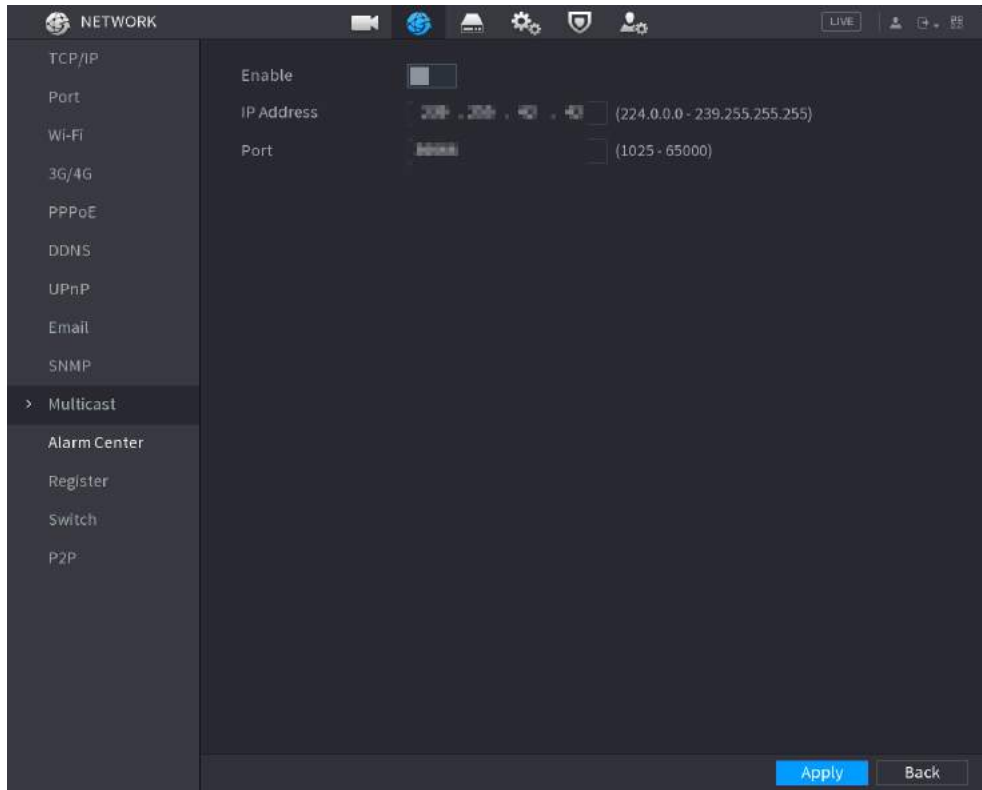 NETWORK
LIVE
TCP/IP
Port
Wi-Fi
3G/4G
PPPoE
DDNS
UPnP
Email
SNMP
> Multicast
Alarm Center
Register
Switch
P2P
Enable
IP Address (224.0.0.0 - 239.255.255.255)
Port (1025 - 65000)
Apply Back